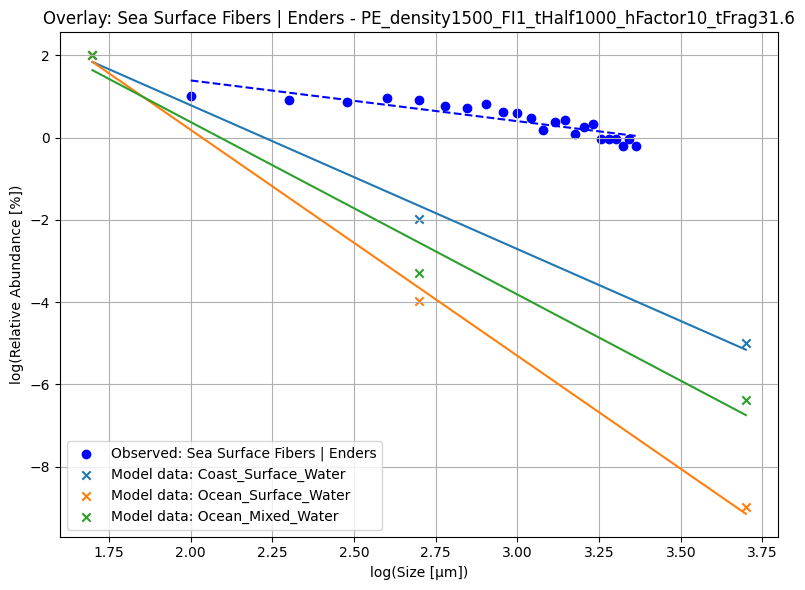 Overlay: Sea Surface Fibers | Enders - PE_density1500_FI1_tHalf1000_hFactor10_tFrag31.6
log(Relative Abundance [%])
2
0
−2
−4
−6
−8
Observed: Sea Surface Fibers | Enders
Model data: Coast_Surface_Water
Model data: Ocean_Surface_Water
Model data: Ocean_Mixed_Water
1.75 2.00 2.25 2.50 2.75 3.00 3.25 3.50 3.75
log(Size [µm])